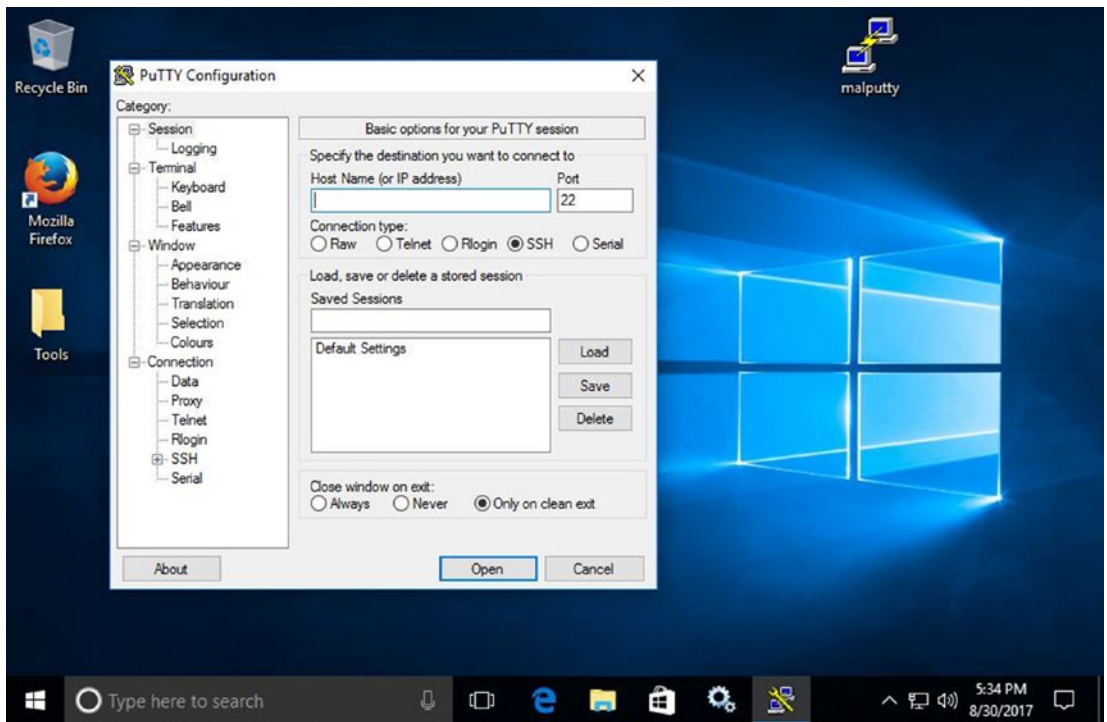 Recycle Bin
malputty
Mozilla
Firefox
Tools
PuTTY Configuration
Category:
Session
Logging
Terminal
Keyboard
Bell
Features
Window
Appearance
Behaviour
Translation
Selection
Colours
Connection
Data
Proxy
Telnet
Rlogin
SSH
Serial
Basic options for your PuTTY session
Specify the destination you want to connect to
Host Name (or IP address) Port
22
Connection type:
Raw Telnet Rlogin SSH Serial
Load, save or delete a stored session
Saved Sessions
Default Settings
Load
Save
Delete
Close window on exit:
Always Never Only on clean exit
About Open Cancel
Type here to search
5:34 PM
8/30/2017